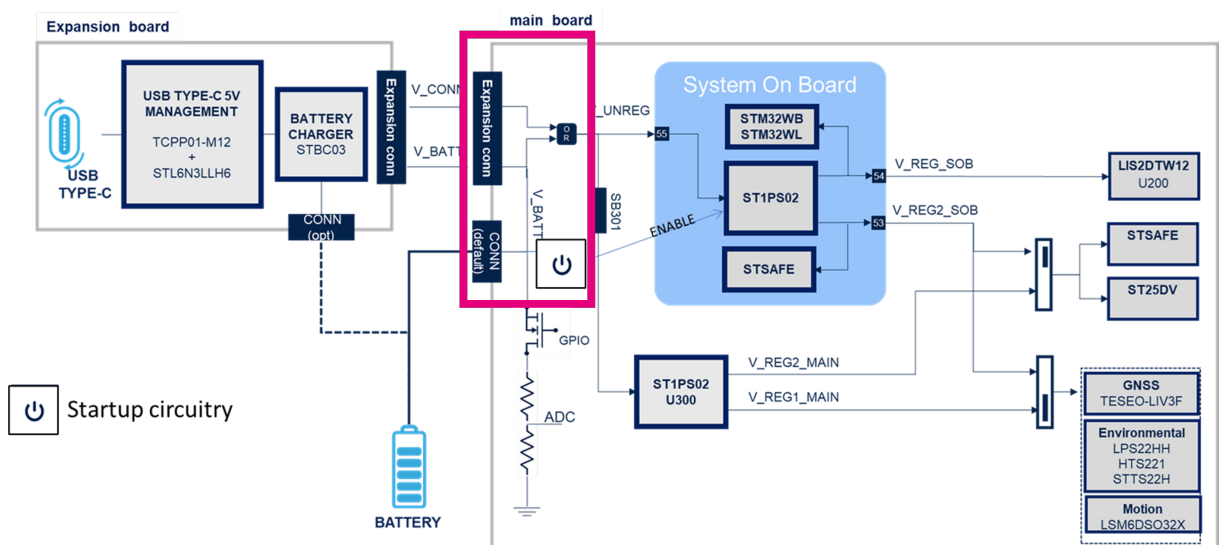 Expansion board
main board
USB TYPE-C 5V
MANAGEMENT
TCPP01-M12
+
STL6N3LLH6
BATTERY
CHARGER
STBC03
USB
TYPE-C
CONN
(opt)
Expansion conn
V_CONN
V_BATT
Expansion conn
OR
V_UNREG
V_BATT
CONN
(default)
SB301
ENABLE
55
System On Board
STM32WB
STM32WL
ST1PS02
STSAFE
54
53
V_REG_SOB
V_REG2_SOB
LIS2DTW12
U200
STSAFE
ST25DV
GPIO
ADC
ST1PS02
U300
V_REG2_MAIN
V_REG1_MAIN
GNSS
TESEO-LIV3F
Environmental
LPS22HH
HTS221
STTS22H
Motion
LSM6DSO32X
Startup circuitry
BATTERY